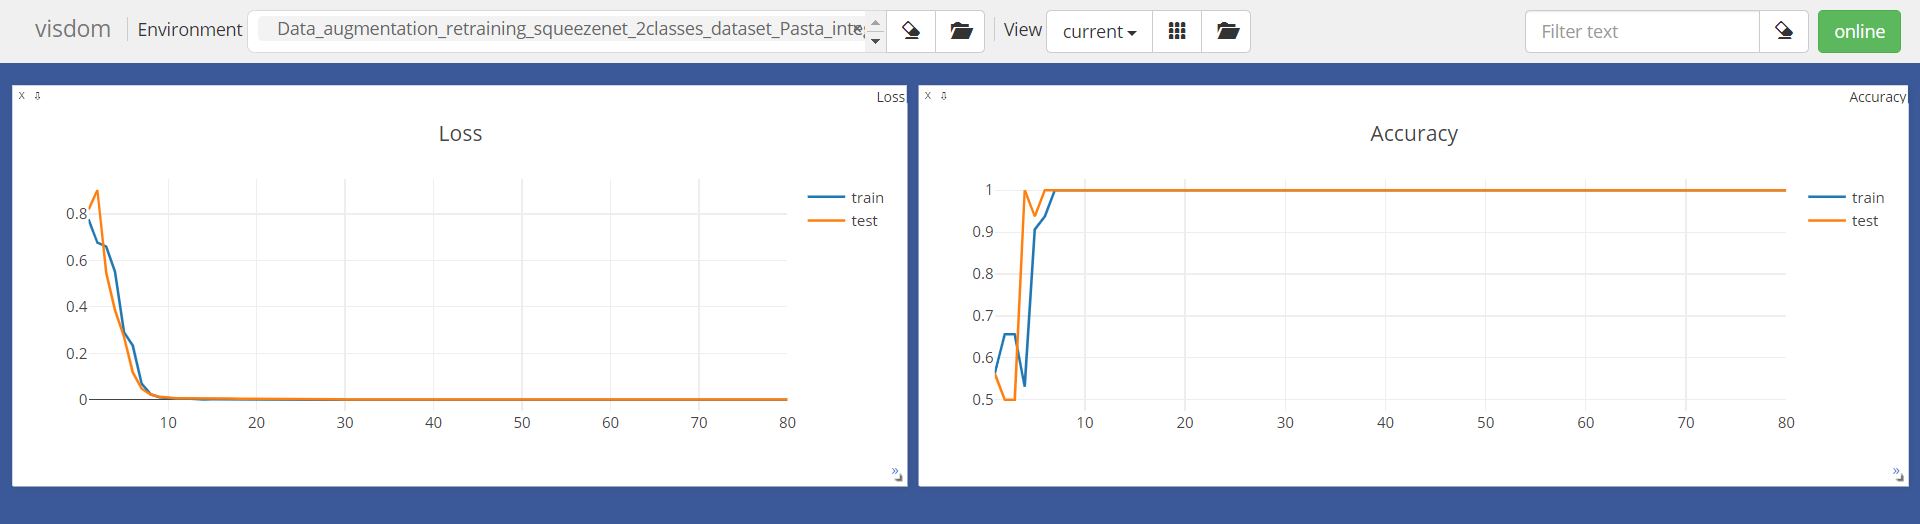 visdom Environment Data_augmentation_retraining_squeezenet_2classes_dataset_Pasta_inte View current Filter text online
x Loss
Loss
train
test
0.8
0.6
0.4
0.2
0
10 20 30 40 50 60 70 80
x Accuracy
Accuracy
train
test
1
0.9
0.8
0.7
0.6
0.5
10 20 30 40 50 60 70 80